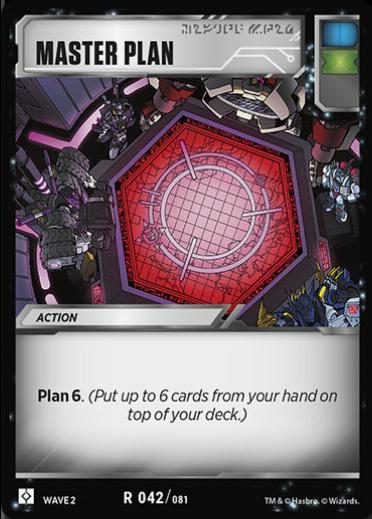 MASTER PLAN
ACTION
Plan 6. (Put up to 6 cards from your hand on
top of your deck.)
WAVE 2
R 042/081
TM & © Hasbro. © Wizards.